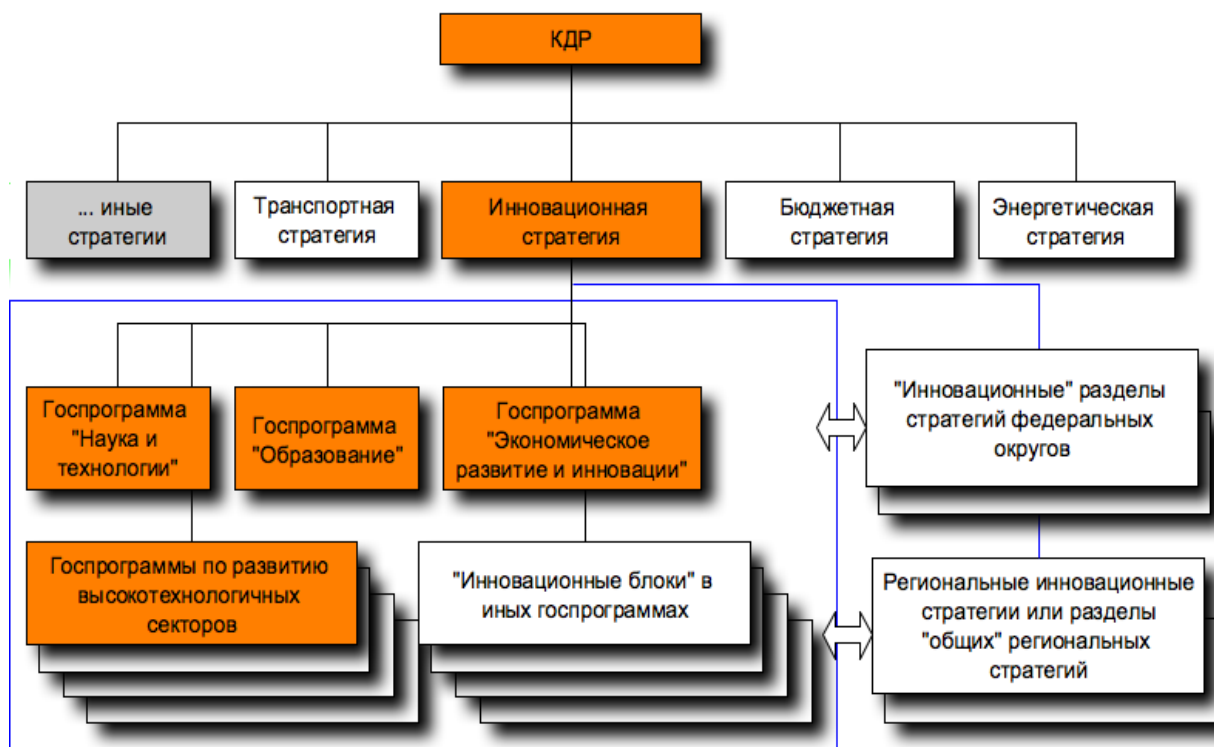 КДР
... иные
стратегии
Транспортная
стратегия
Инновационная
стратегия
Бюджетная
стратегия
Энергетическая
стратегия
Госпрограмма
"Наука и
технологии"
Госпрограмма
"Образование"
Госпрограмма
"Экономическое
развитие и инновации"
"Инновационные" разделы
стратегий федеральных
округов
Госпрограммы по развитию
высокотехнологичных
секторов
"Инновационные блоки" в
иных госпрограммах
Региональные инновационные
стратегии или разделы
"общих" региональных
стратегий